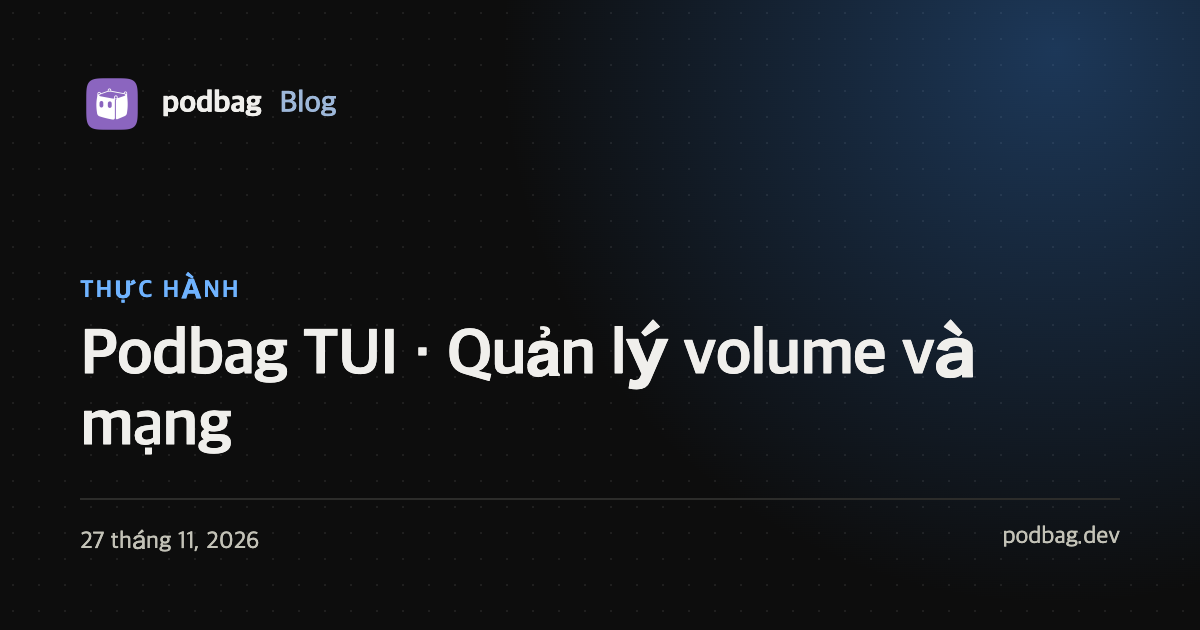 podbag Blog
THỰC HÀNH
Podbag TUI · Quản lý volume và
mạng
27 tháng 11, 2026
podbag.dev